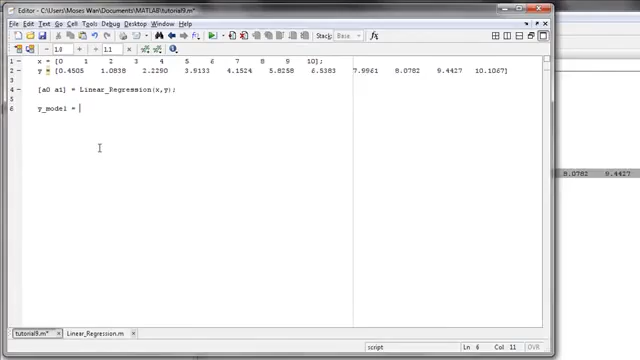 Editor - C:\Users\Moses Wan\Documents\MATLAB\tutorial9.m*
File Edit Text Go Cell Tools Debug Desktop Window Help
Stack: Base
1.0 1.1
1 x = [0 1 2 3 4 5 6 7 8 9 10];
2 y = [0.4505 1.0838 2.2290 3.9133 4.1524 5.8258 6.5383 7.9961 8.0782 9.4427 10.1067]
4 [a0 a1] = Linear_Regression(x,y);
6 y_model =
8.0782 9.4427
tutorial9.m* Linear_Regression.m
script Ln 6 Col 11 OVR